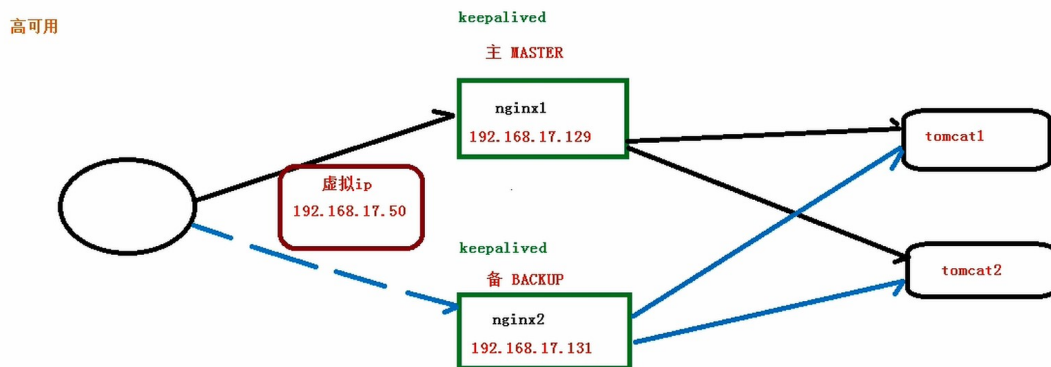 高可用
keepalived
主 MASTER
nginx1
192.168.17.129
tomcat1
虚拟ip
192.168.17.50
keepalived
备 BACKUP
tomcat2
nginx2
192.168.17.131